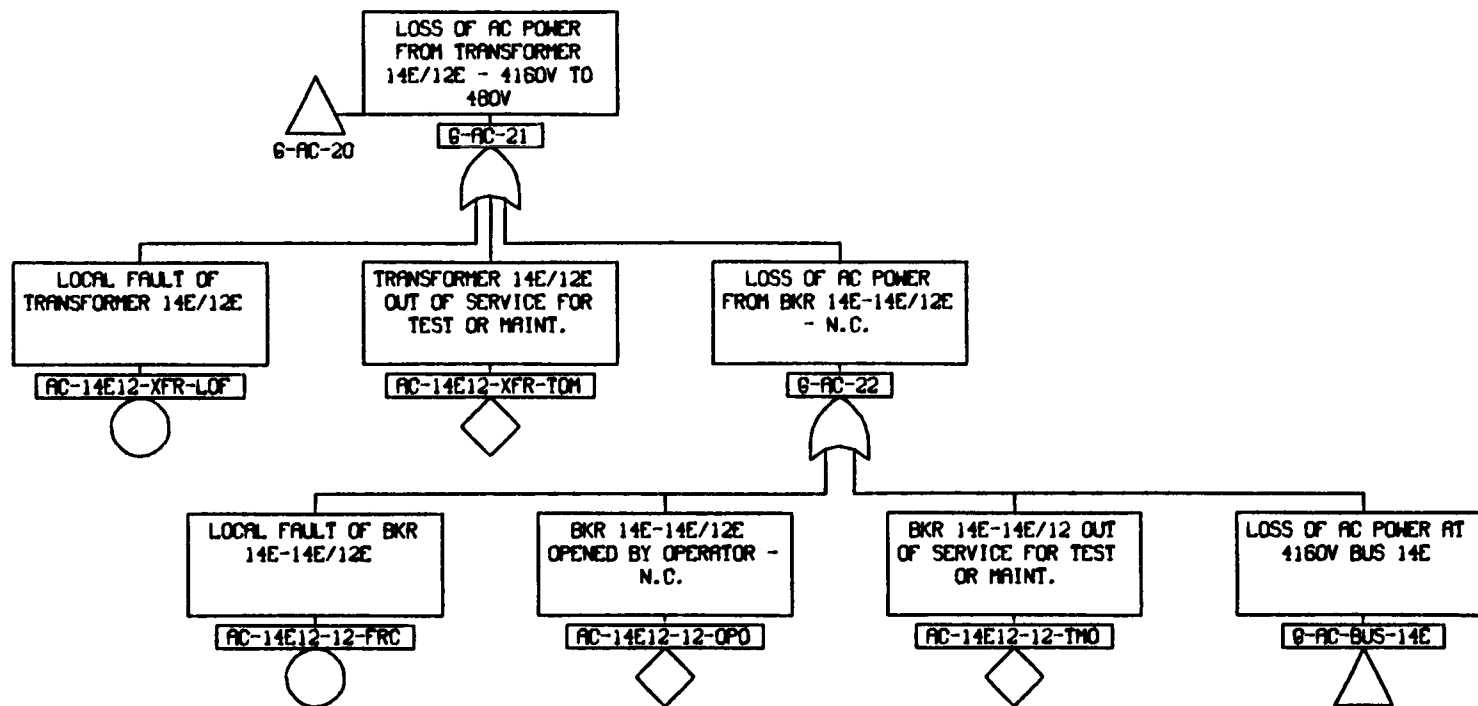 LOSS OF AC POWER
FROM TRANSFORMER
14E/12E - 4160V TO
480V
G-AC-20
G-AC-21
LOCAL FAULT OF
TRANSFORMER 14E/12E
AC-14E12-XFR-LOF
TRANSFORMER 14E/12E
OUT OF SERVICE FOR
TEST OR MAINT.
AC-14E12-XFR-TOM
LOSS OF AC POWER
FROM BKR 14E-14E/12E
- N.C.
G-AC-22
LOCAL FAULT OF BKR
14E-14E/12E
AC-14E12-12-FRC
BKR 14E-14E/12E
OPENED BY OPERATOR -
N.C.
AC-14E12-12-OPO
BKR 14E-14E/12 OUT
OF SERVICE FOR TEST
OR MAINT.
AC-14E12-12-TMO
LOSS OF AC POWER AT
4160V BUS 14E
G-AC-BUS-14E